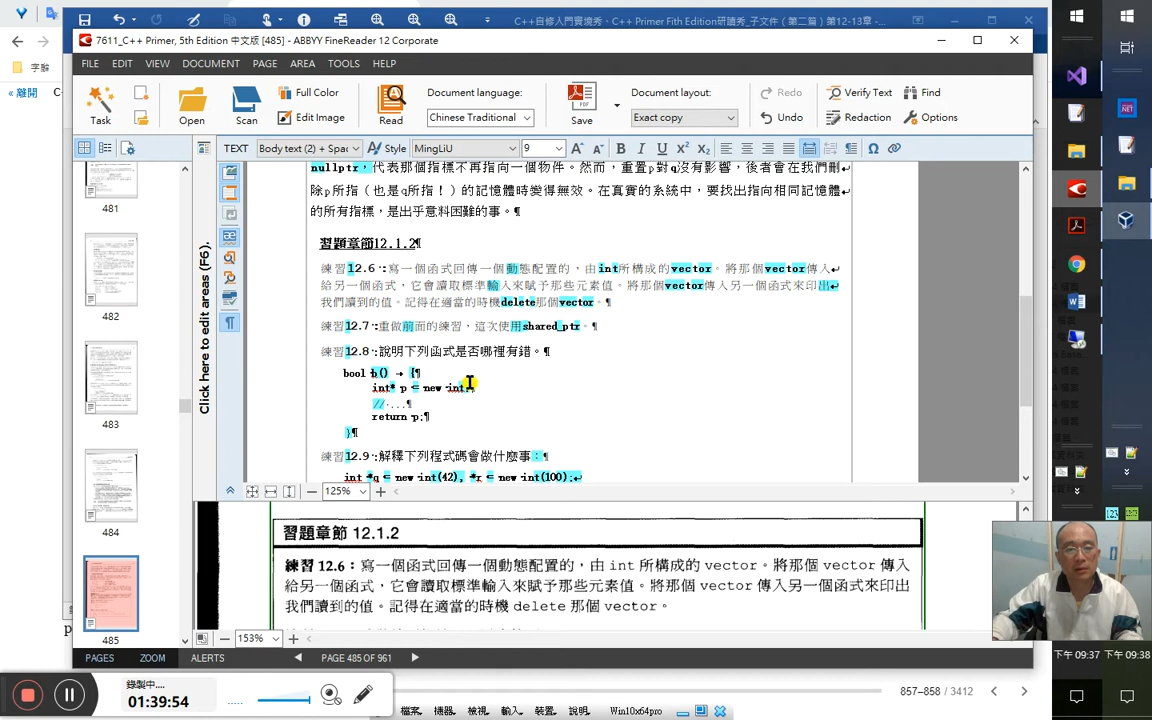 C++自修入門實境秀、C++ Primer Fith Edition研讀秀_子文件（第二篇）第12-13章 -...
7611_C++ Primer, 5th Edition 中文版 [485] - ABBYY FineReader 12 Corporate
FILE EDIT VIEW DOCUMENT PAGE AREA TOOLS HELP
Task Open Scan Full Color Edit Image Read
Document language:
Chinese Traditional
Save
Document layout:
Exact copy
Redo Undo
Verify Text Find
Redaction Options
TEXT Body text (2) + Spac Style MingLiU 9
« 離開
Click here to edit areas (F6).
481
482
483
484
485
nullptr，代表那個指標不再指向一個物件。然而，重置p對q沒有影響，後者會在我們刪
除p所指（也是q所指！）的記憶體時變得無效。在真實的系統中，要找出指向相同記憶體
的所有指標，是出乎意料困難的事。¶
習題章節12.1.2¶
練習12.6：寫一個函式回傳一個動態配置的，由int所構成的vector。將那個vector傳入
給另一個函式，它會讀取標準輸入來賦予那些元素值。將那個vector傳入另一個函式來印出
我們讀到的值。記得在適當的時機delete那個vector。¶
練習12.7：重做前面的練習，這次使用shared_ptr。¶
練習12.8：說明下列函式是否哪裡有錯。¶
bool b() → {¶
int* p = new int;
// ...¶
return p;¶
}¶
練習12.9：解釋下列程式碼會做什麼事：¶
int *q = new int(42), *r = new int(100);
125%
習題章節 12.1.2
練習 12.6：寫一個函式回傳一個動態配置的，由 int 所構成的 vector。將那個 vector 傳入
給另一個函式，它會讀取標準輸入來賦予那些元素值。將那個 vector 傳入另一個函式來印出
我們讀到的值。記得在適當的時機 delete 那個 vector。
153%
PAGES ZOOM ALERTS PAGE 485 OF 961
錄製中....
01:39:54
857–858 / 3412
檔案, 機器, 檢視, 輸入, 裝置, 說明, Win10x64pro
下午 09:37 下午 09:38